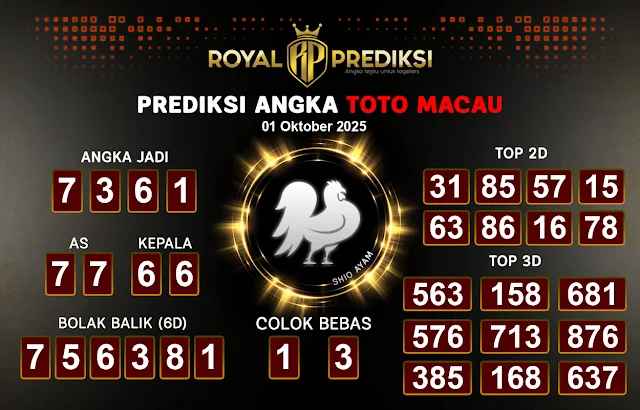 ROYAL RP PREDIKSI
Angka terjitu untuk togellers
PREDIKSI ANGKA TOTO MACAU
01 Oktober 2025
ANGKA JADI
7 3 6 1
AS KEPALA
7 7 6 6
BOLAK BALIK (6D)
7 5 6 3 8 1
SHIO AYAM
COLOK BEBAS
1 3
TOP 2D
31 85 57 15
63 86 16 78
TOP 3D
563 158 681
576 713 876
385 168 637